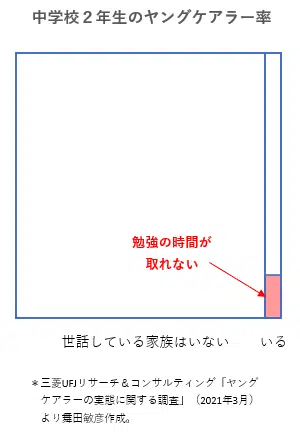 中学校２年生のヤングケアラー率
勉強の時間が
取れない
世話している家族はいない　いる
＊三菱UFJリサーチ＆コンサルティング「ヤング
ケアラーの実態に関する調査」（2021年3月）
より舞田敏彦作成。